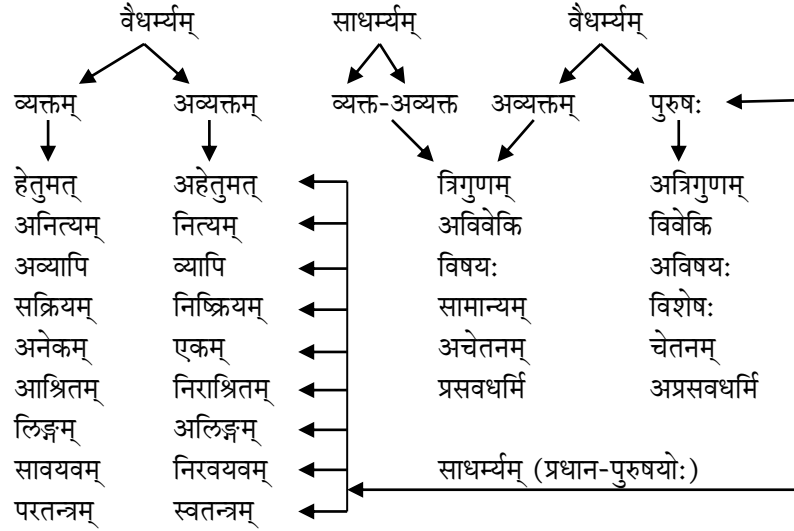 वैधर्म्यम् साधर्म्यम् वैधर्म्यम्
व्यक्तम् अव्यक्तम् व्यक्त-अव्यक्त अव्यक्तम् पुरुषः
हेतुमत् अहेतुमत् त्रिगुणम् अत्रिगुणम्
अनित्यम् नित्यम् अविवेकि विवेकि
अव्यापि व्यापि विषयः अविषयः
सक्रियम् निष्क्रियम् सामान्यम् विशेषः
अनेकम् एकम् अचेतनम् चेतनम्
आश्रितम् निराश्रितम् प्रसवधर्मि अप्रसवधर्मि
लिङ्गम् अलिङ्गम्
सावयवम् निरवयवम् साधर्म्यम् (प्रधान-पुरुषयोः)
परतन्त्रम् स्वतन्त्रम्